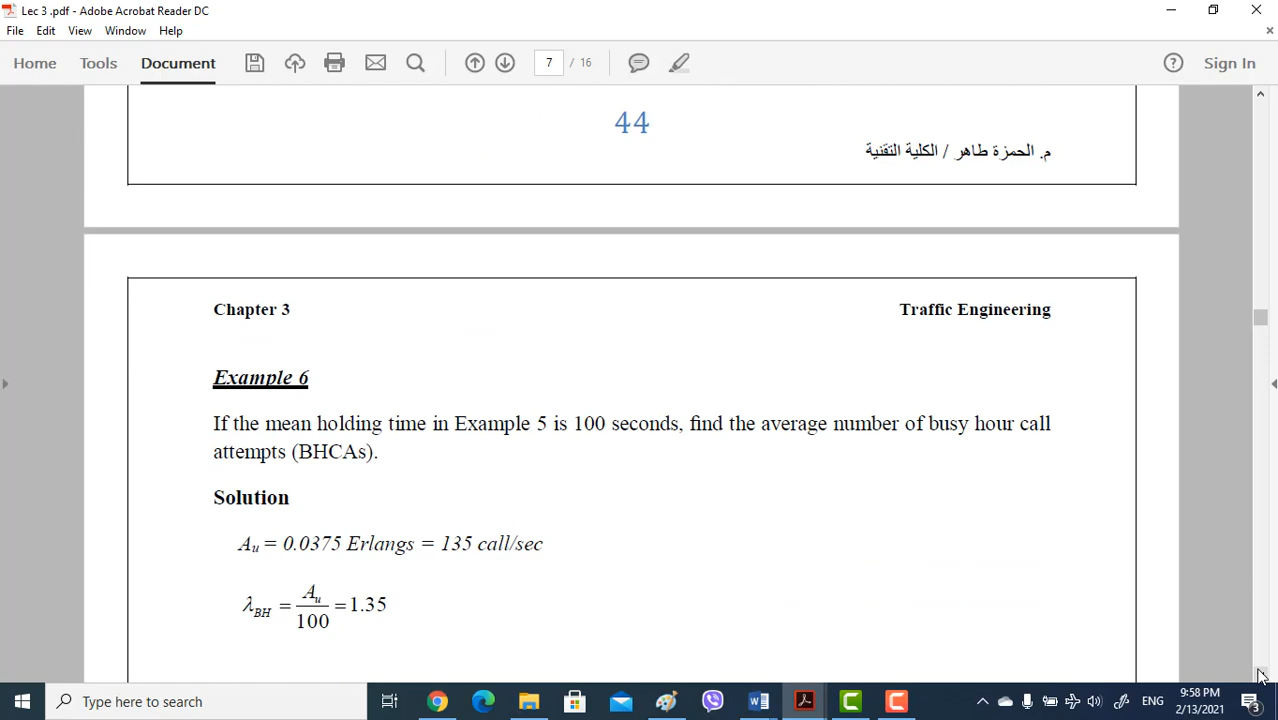 Lec 3 .pdf - Adobe Acrobat Reader DC
File Edit View Window Help
Home Tools Document 7 / 16 Sign In
44
م. الحمزة طاهر / الكلية التقنية
Chapter 3 Traffic Engineering
Example 6
If the mean holding time in Example 5 is 100 seconds, find the average number of busy hour call
attempts (BHCAs).
Solution
Au = 0.0375 Erlangs = 135 call/sec
λBH = Au / 100 = 1.35
Type here to search ENG 9:58 PM
2/13/2021 3